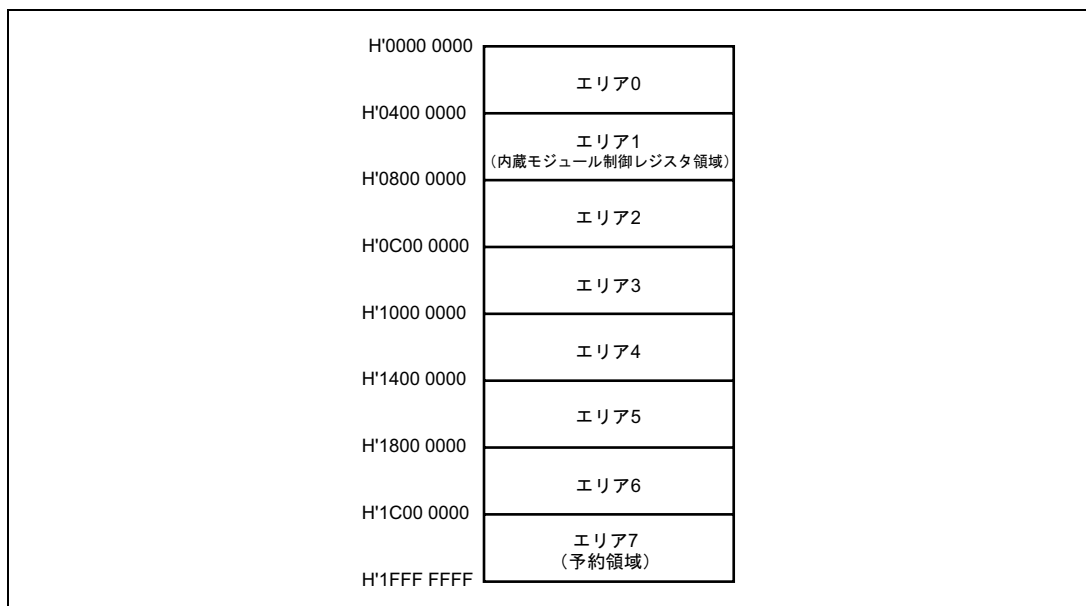 H'0000 0000
エリア0
H'0400 0000
エリア1
（内蔵モジュール制御レジスタ領域）
H'0800 0000
エリア2
H'0C00 0000
エリア3
H'1000 0000
エリア4
H'1400 0000
エリア5
H'1800 0000
エリア6
H'1C00 0000
エリア7
（予約領域）
H'1FFF FFFF